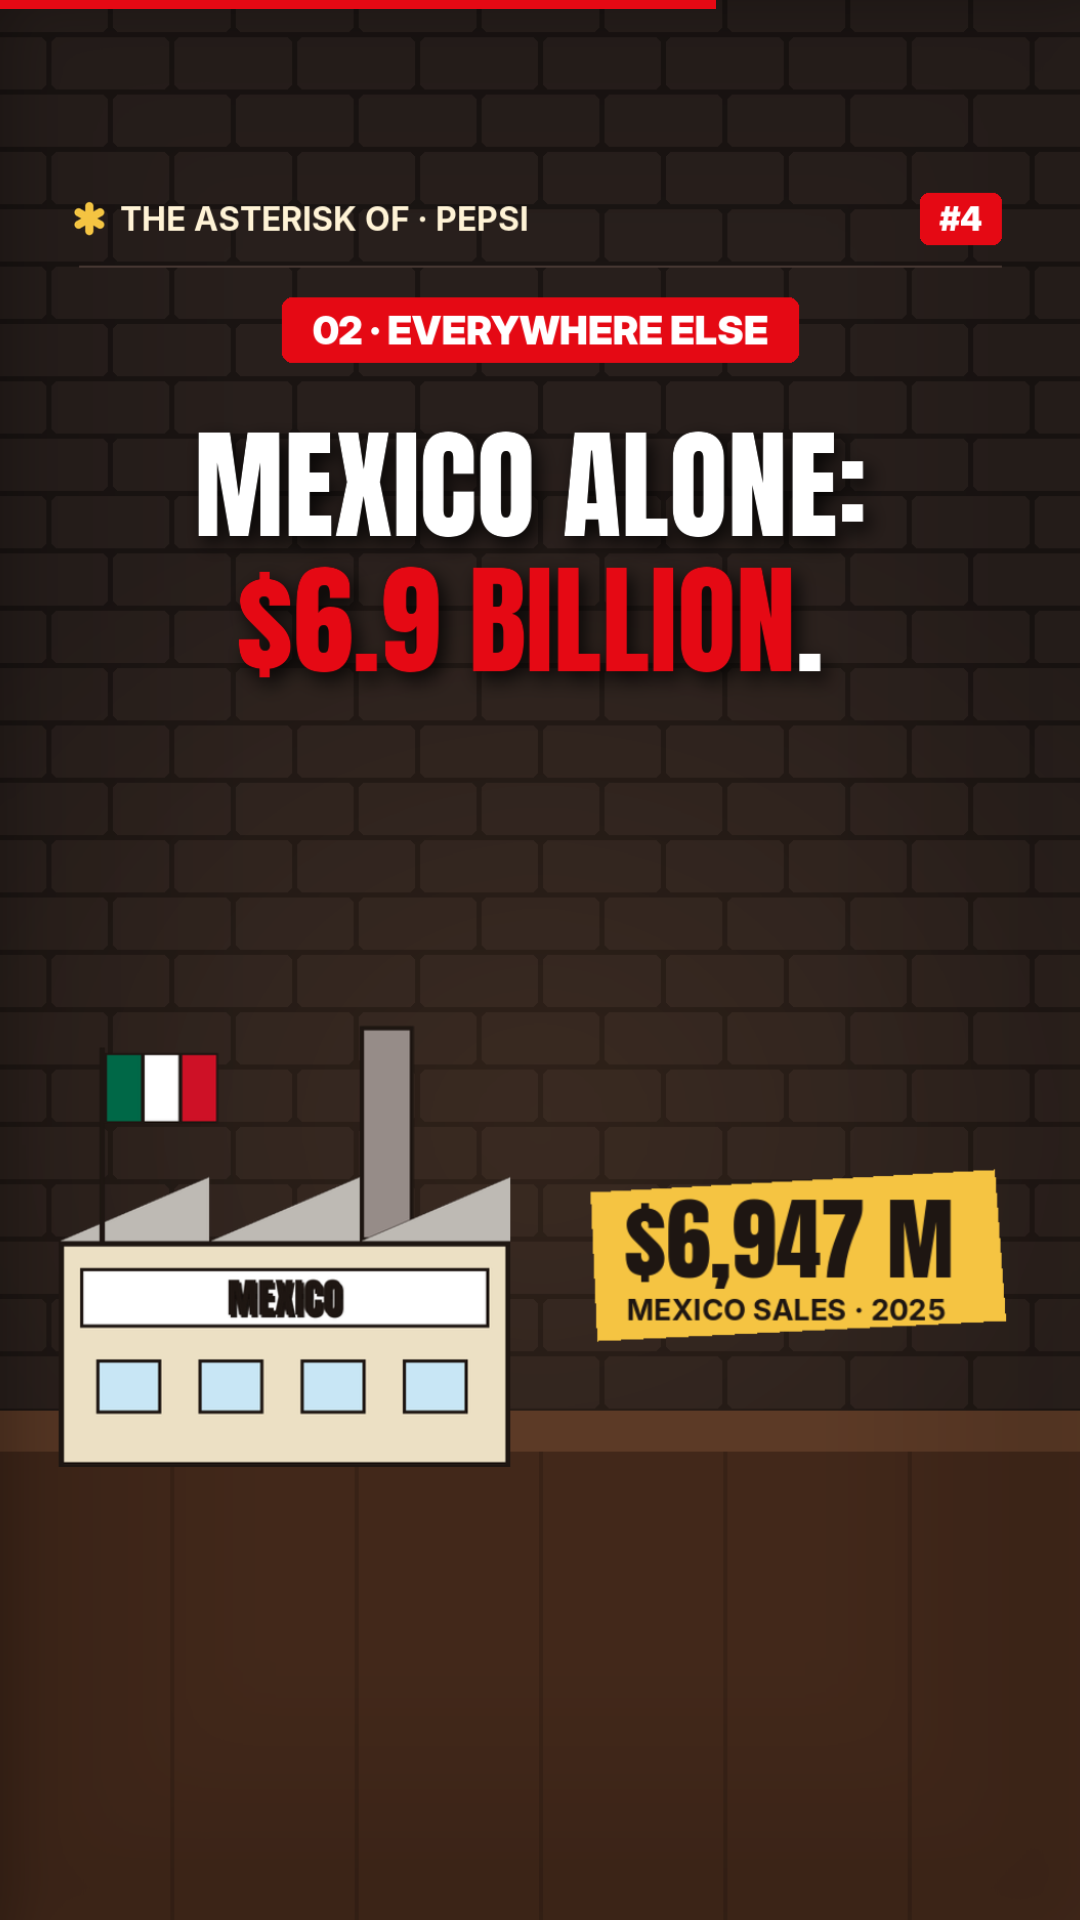 THE ASTERISK OF · PEPSI
#4
02 · EVERYWHERE ELSE
MEXICO ALONE:
$6.9 BILLION.
MEXICO
$6,947 M
MEXICO SALES · 2025